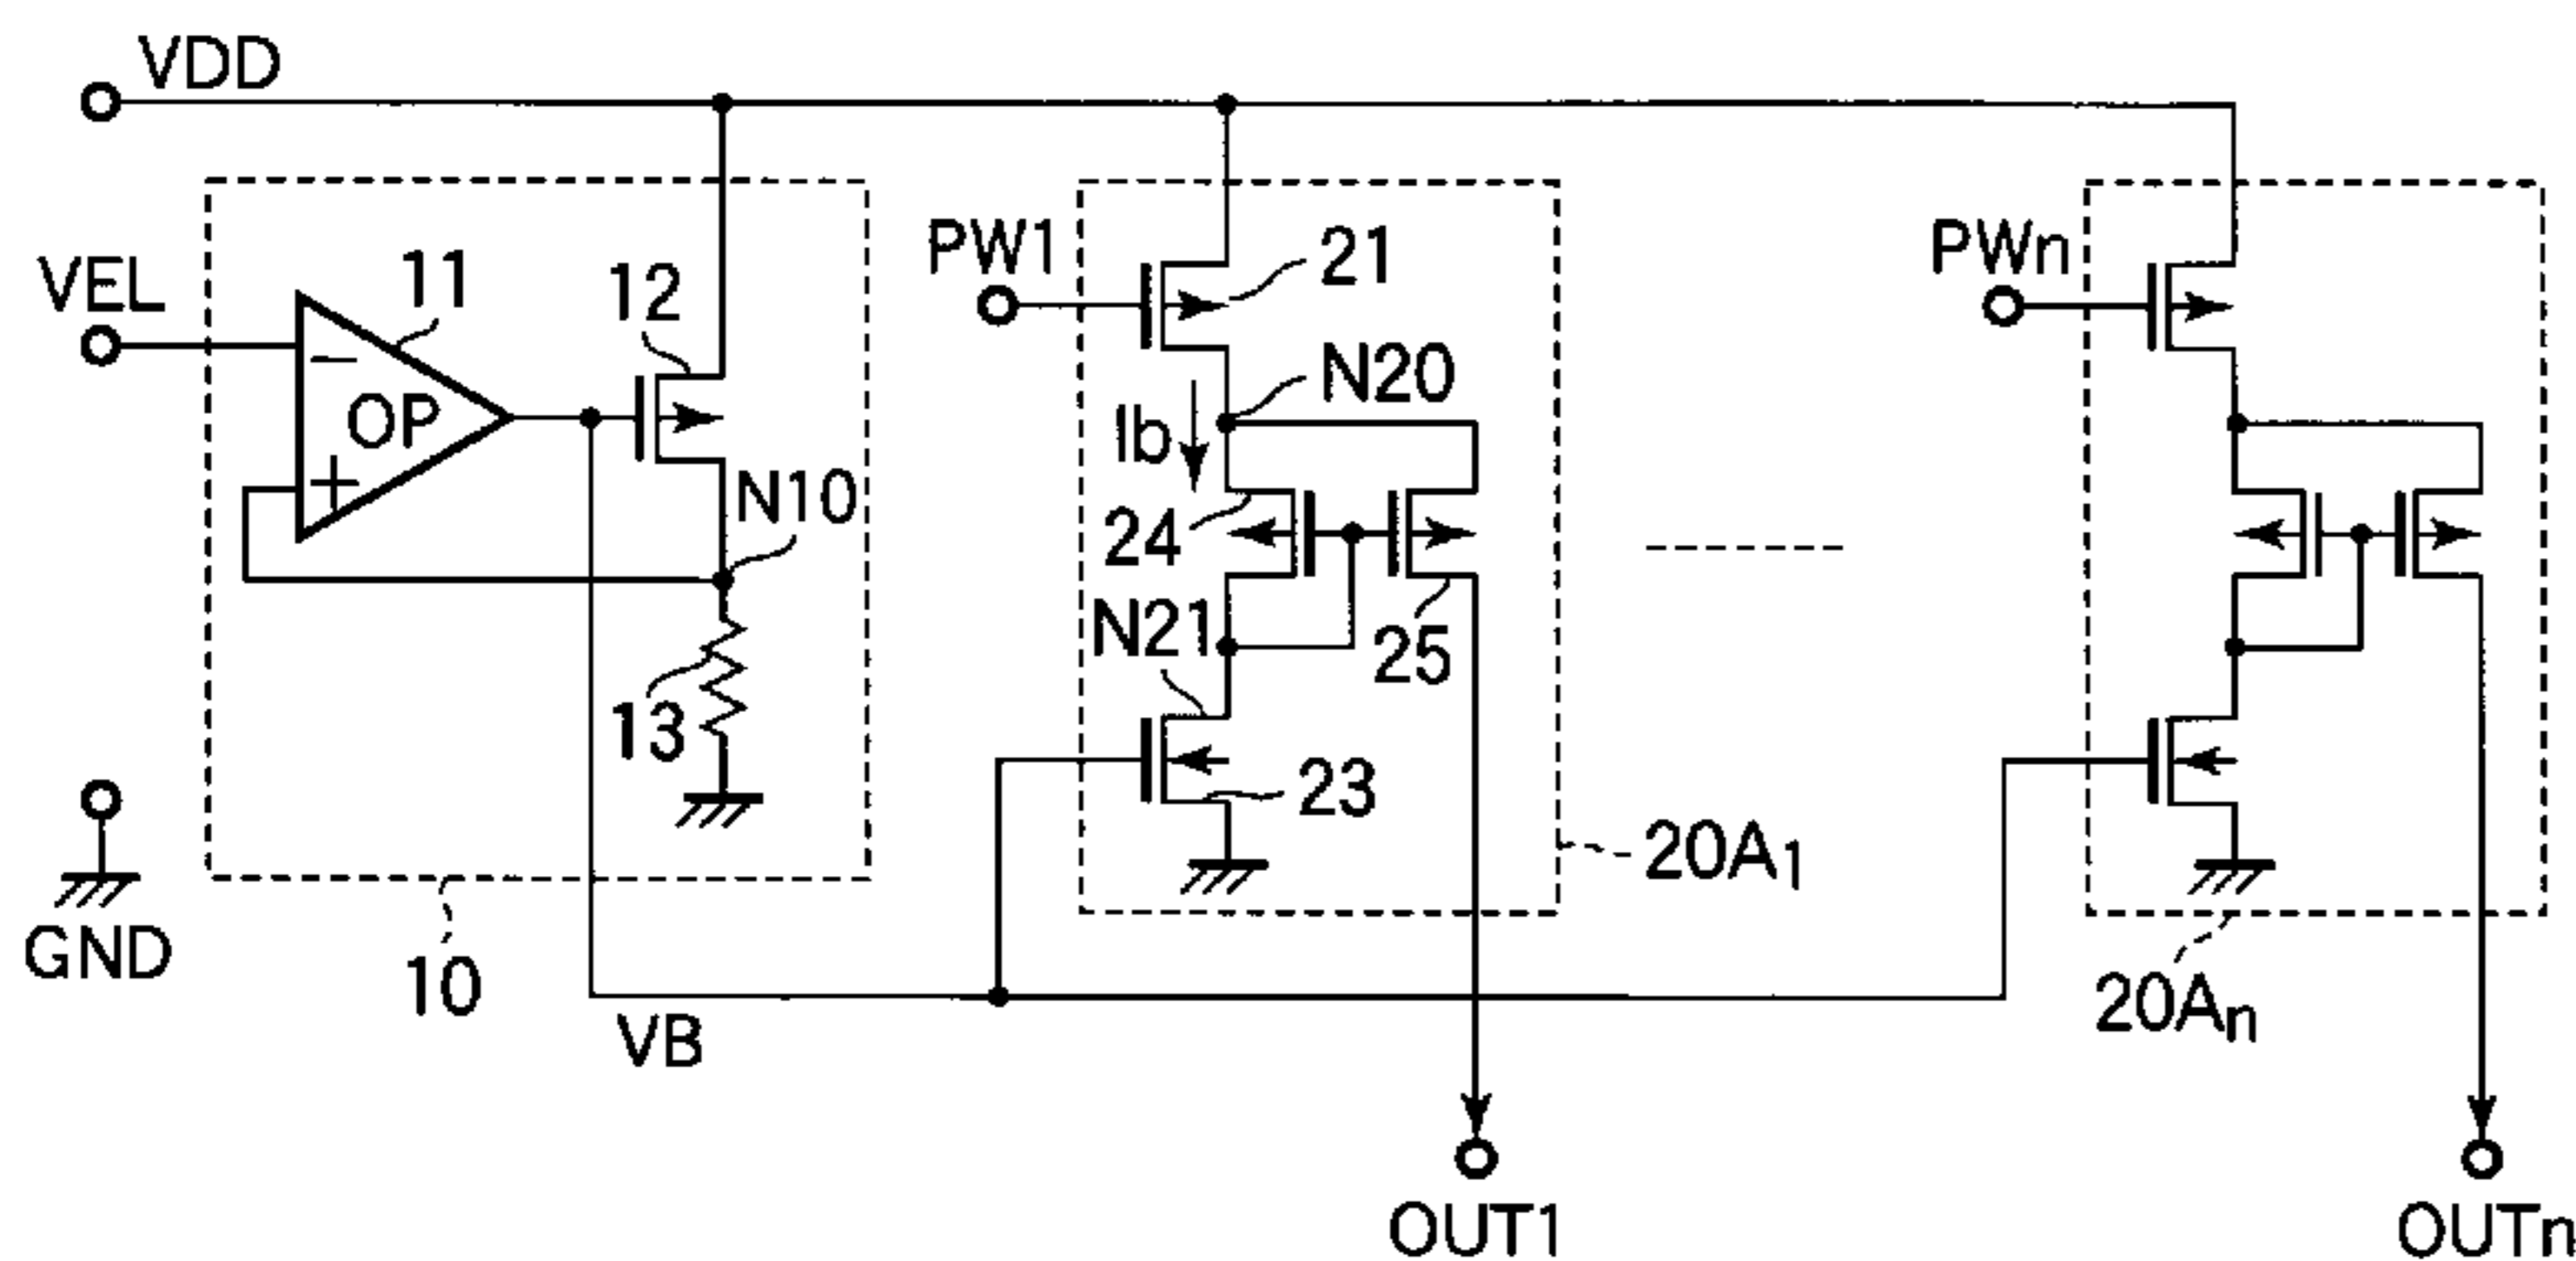 VDD
VEL
11
12
OP
−
+
N10
13
GND
10
VB
PW1
21
N20
Ib
24
N21
25
23
20A1
OUT1
PWn
20An
OUTn